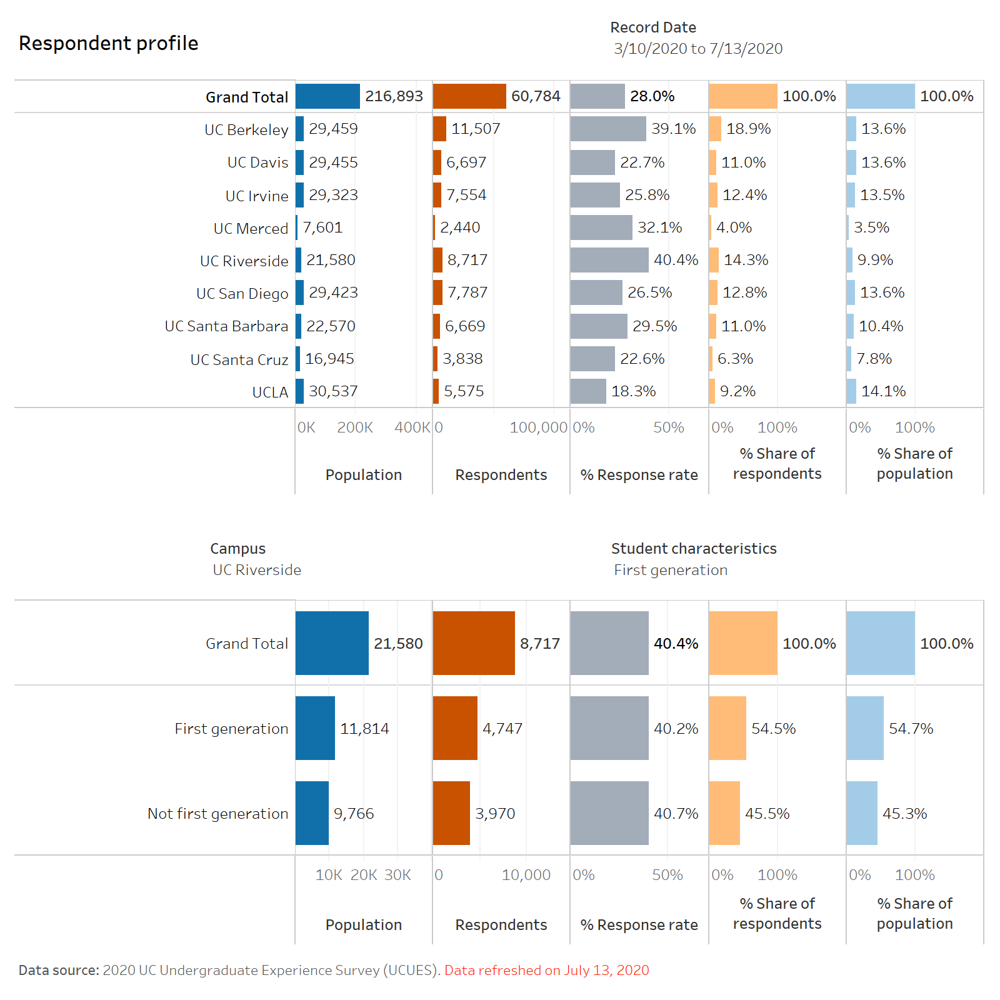 Respondent profile
Record Date
3/10/2020 to 7/13/2020
Grand Total 216,893 60,784 28.0% 100.0% 100.0%
UC Berkeley 29,459 11,507 39.1% 18.9% 13.6%
UC Davis 29,455 6,697 22.7% 11.0% 13.6%
UC Irvine 29,323 7,554 25.8% 12.4% 13.5%
UC Merced 7,601 2,440 32.1% 4.0% 3.5%
UC Riverside 21,580 8,717 40.4% 14.3% 9.9%
UC San Diego 29,423 7,787 26.5% 12.8% 13.6%
UC Santa Barbara 22,570 6,669 29.5% 11.0% 10.4%
UC Santa Cruz 16,945 3,838 22.6% 6.3% 7.8%
UCLA 30,537 5,575 18.3% 9.2% 14.1%
0K 200K 400K 0 100,000 0% 50% 0% 100% 0% 100%
Population
Respondents
% Response rate
% Share of
respondents
% Share of
population
Campus
UC Riverside
Student characteristics
First generation
Grand Total 21,580 8,717 40.4% 100.0% 100.0%
First generation 11,814 4,747 40.2% 54.5% 54.7%
Not first generation 9,766 3,970 40.7% 45.5% 45.3%
10K 20K 30K 0 10,000 0% 50% 0% 100% 0% 100%
Population
Respondents
% Response rate
% Share of
respondents
% Share of
population
Data source: 2020 UC Undergraduate Experience Survey (UCUES). Data refreshed on July 13, 2020